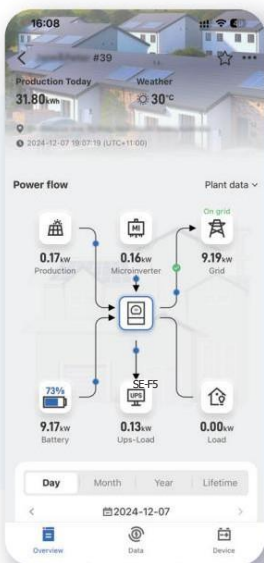 16:08
#39
Production Today
Weather
31.80kWh
30°C
2024-12-07 18:07:19 (UTC+11:00)
Power flow
Plant data
On grid
MI
0.17kW
0.16kW
9.19kW
Production
Microinverter
Grid
73%
SE-F5
UPS
9.17kW
0.13kW
0.00kW
Battery
Ups-Load
Load
Day
Month
Year
Lifetime
2024-12-07
Overview
Data
Device